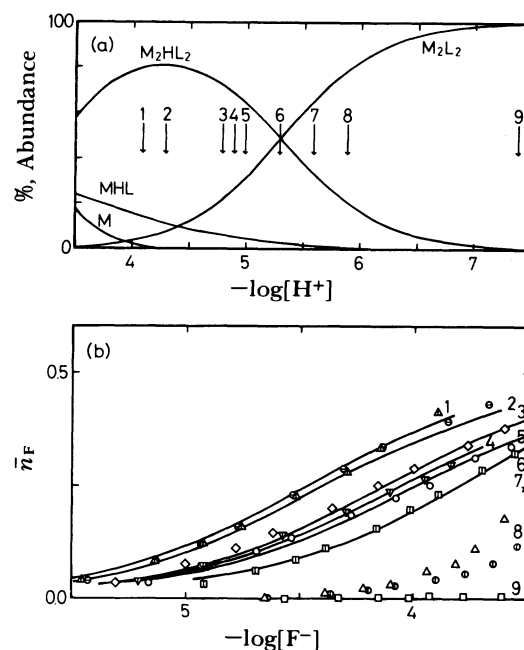 (a)
100
0
%, Abundance
M₂HL₂
M₂L₂
MHL
M
1 2 3 4 5 6 7 8 9
4 5 6 7
−log[H⁺]
(b)
0.5
0.0
n̄F
1 2 3 4 5 6 7, 8 9
5 4
−log[F⁻]